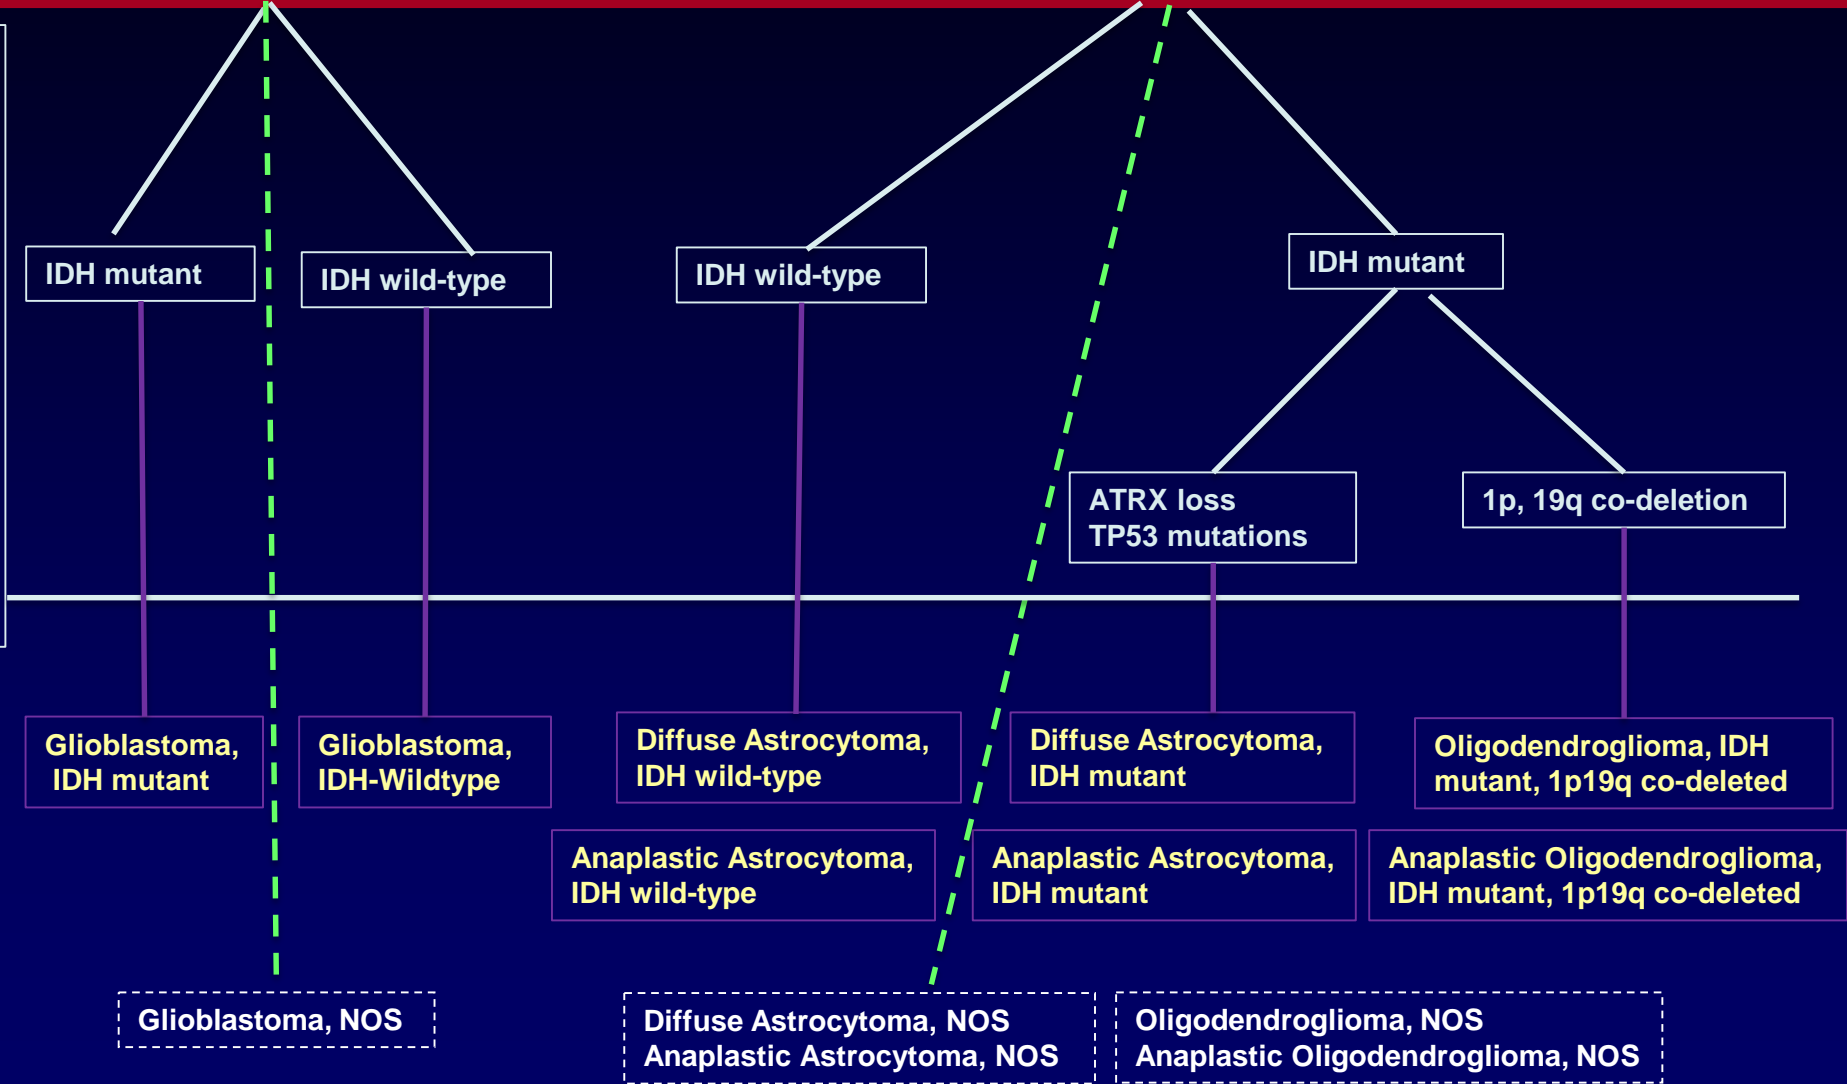 IDH mutant
IDH wild-type
IDH wild-type
IDH mutant
ATRX loss
TP53 mutations
1p, 19q co-deletion
Glioblastoma,
IDH mutant
Glioblastoma,
IDH-Wildtype
Diffuse Astrocytoma,
IDH wild-type
Diffuse Astrocytoma,
IDH mutant
Oligodendroglioma, IDH
mutant, 1p19q co-deleted
Anaplastic Astrocytoma,
IDH wild-type
Anaplastic Astrocytoma,
IDH mutant
Anaplastic Oligodendroglioma,
IDH mutant, 1p19q co-deleted
Glioblastoma, NOS
Diffuse Astrocytoma, NOS
Anaplastic Astrocytoma, NOS
Oligodendroglioma, NOS
Anaplastic Oligodendroglioma, NOS